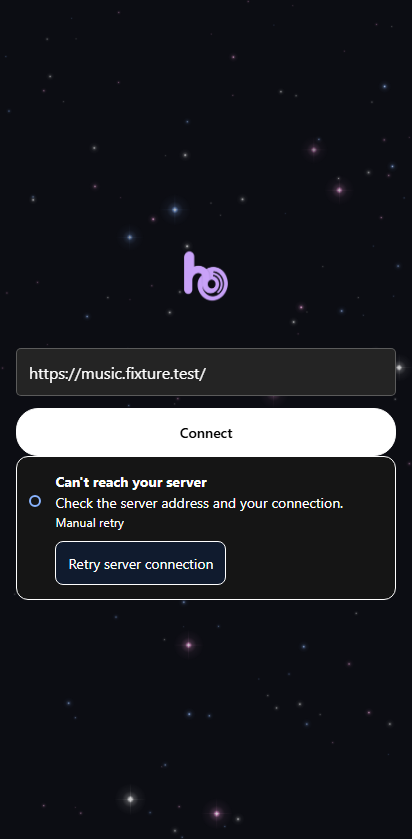 ho
https://music.fixture.test/
Connect
Can't reach your server
Check the server address and your connection.
Manual retry
Retry server connection